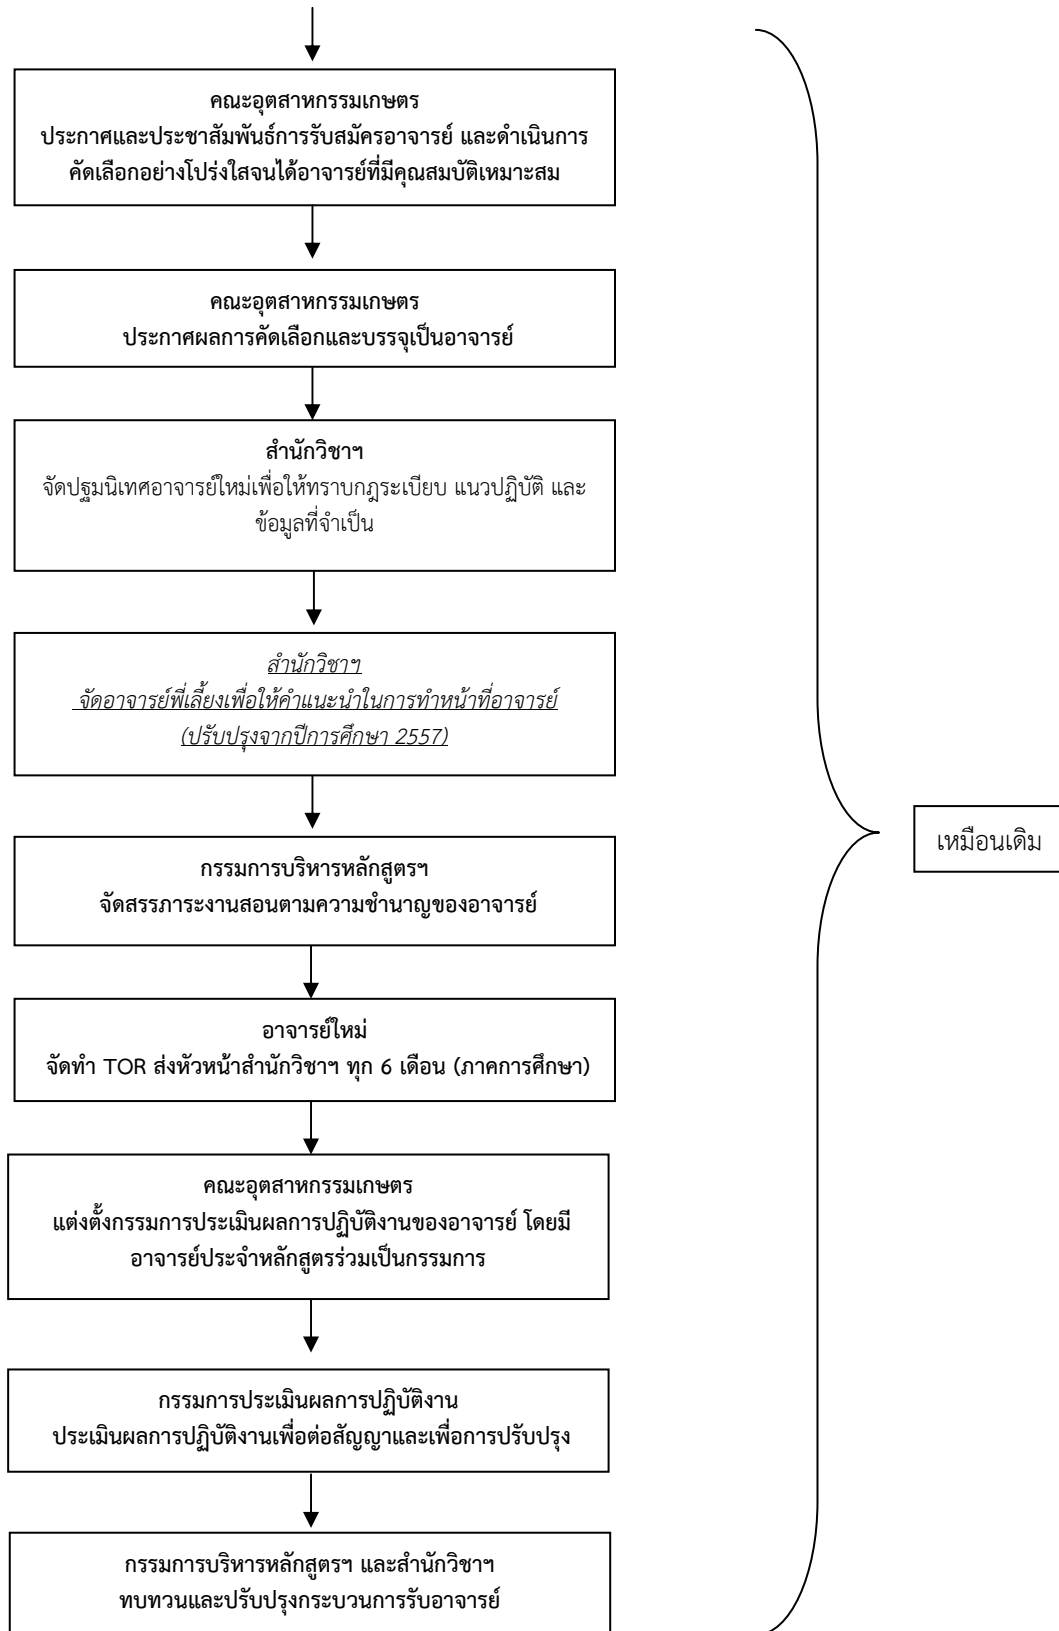 คณะอุตสาหกรรมเกษตร
ประกาศและประชาสัมพันธ์การรับสมัครอาจารย์ และดำเนินการ
คัดเลือกอย่างโปร่งใสจนได้อาจารย์ที่มีคุณสมบัติเหมาะสม
คณะอุตสาหกรรมเกษตร
ประกาศผลการคัดเลือกและบรรจุเป็นอาจารย์
สำนักวิชาฯ
จัดปฐมนิเทศอาจารย์ใหม่เพื่อให้ทราบกฎระเบียบ แนวปฏิบัติ และ
ข้อมูลที่จำเป็น
สำนักวิชาฯ
จัดอาจารย์พี่เลี้ยงเพื่อให้คำแนะนำในการทำหน้าที่อาจารย์
(ปรับปรุงจากปีการศึกษา 2557)
กรรมการบริหารหลักสูตรฯ
จัดสรรภาระงานสอนตามความชำนาญของอาจารย์
เหมือนเดิม
อาจารย์ใหม่
จัดทำ TOR ส่งหัวหน้าสำนักวิชาฯ ทุก 6 เดือน (ภาคการศึกษา)
คณะอุตสาหกรรมเกษตร
แต่งตั้งกรรมการประเมินผลการปฏิบัติงานของอาจารย์ โดยมี
อาจารย์ประจำหลักสูตรร่วมเป็นกรรมการ
กรรมการประเมินผลการปฏิบัติงาน
ประเมินผลการปฏิบัติงานเพื่อต่อสัญญาและเพื่อการปรับปรุง
กรรมการบริหารหลักสูตรฯ และสำนักวิชาฯ
ทบทวนและปรับปรุงกระบวนการรับอาจารย์